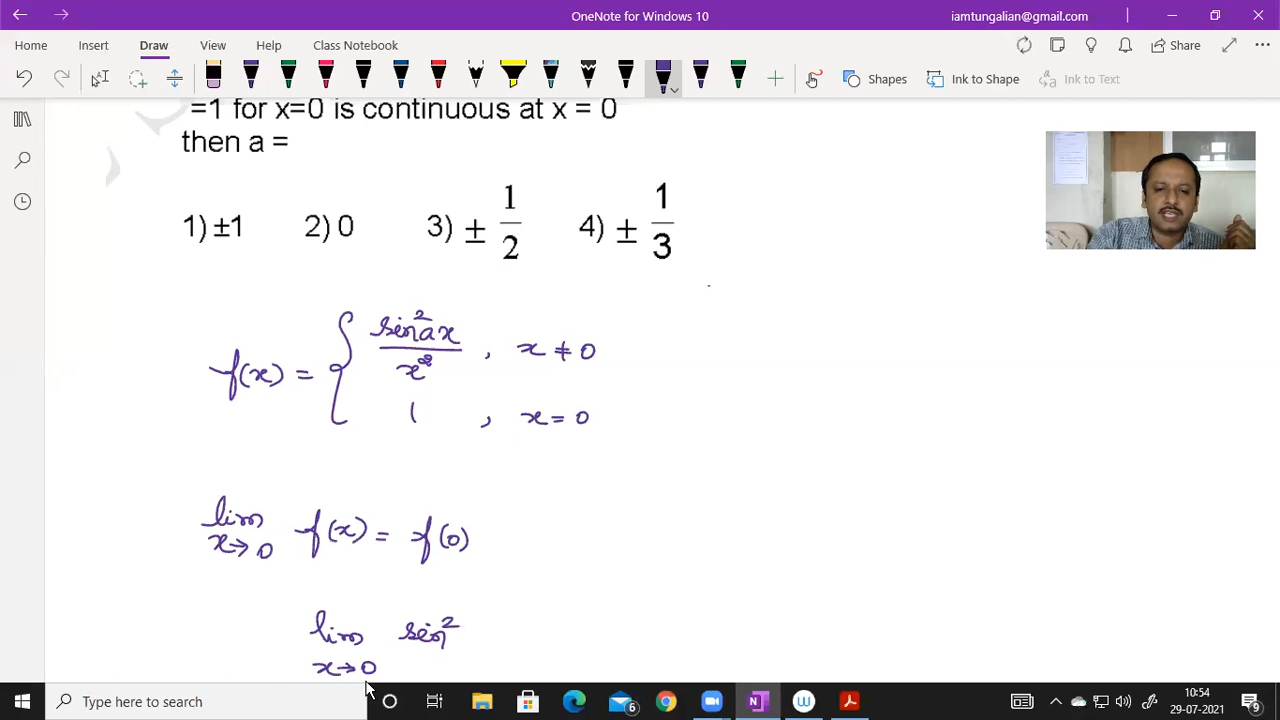 OneNote for Windows 10
iamtungalian@gmail.com
Home Insert Draw View Help Class Notebook
Share
Shapes Ink to Shape Ink to Text
=1 for x=0 is continuous at x = 0
then a =
1) ±1 2) 0 3) ± 1/2 4) ± 1/3
f(x) = { sin²ax / x² , x ≠ 0
1 , x = 0
lim x→0 f(x) = f(0)
lim x→0 sin²
Type here to search
6
W
10:54
29-07-2021
9